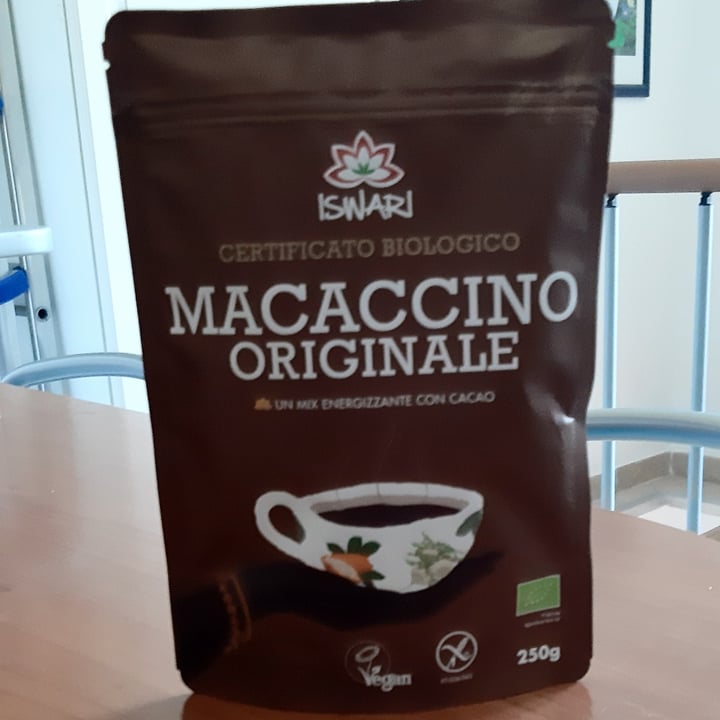 ISWARI
CERTIFICATO BIOLOGICO
MACACCINO
ORIGINALE
UN MIX ENERGIZZANTE CON CACAO
Vegan
250g